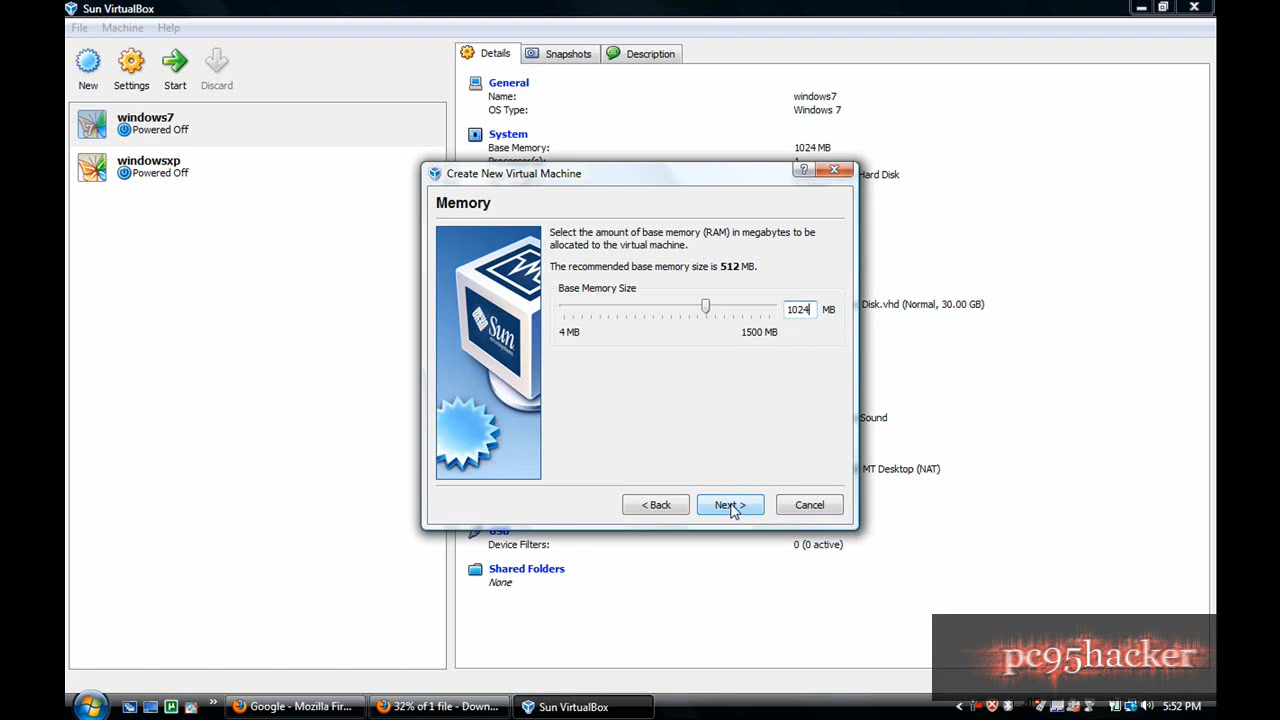 Sun VirtualBox
File Machine Help
New Settings Start Discard
windows7
Powered Off
windowsxp
Powered Off
Details Snapshots Description
General
Name: windows7
OS Type: Windows 7
System
Base Memory: 1024 MB
Hard Disk
Disk.vhd (Normal, 30.00 GB)
Sound
MT Desktop (NAT)
Device Filters: 0 (0 active)
Shared Folders
None
Create New Virtual Machine
Memory
Select the amount of base memory (RAM) in megabytes to be
allocated to the virtual machine.
The recommended base memory size is 512 MB.
Base Memory Size
1024 MB
4 MB 1500 MB
Sun
< Back Next > Cancel
pc95hacker
Google - Mozilla Fir... 32% of 1 file - Down... Sun VirtualBox 5:52 PM